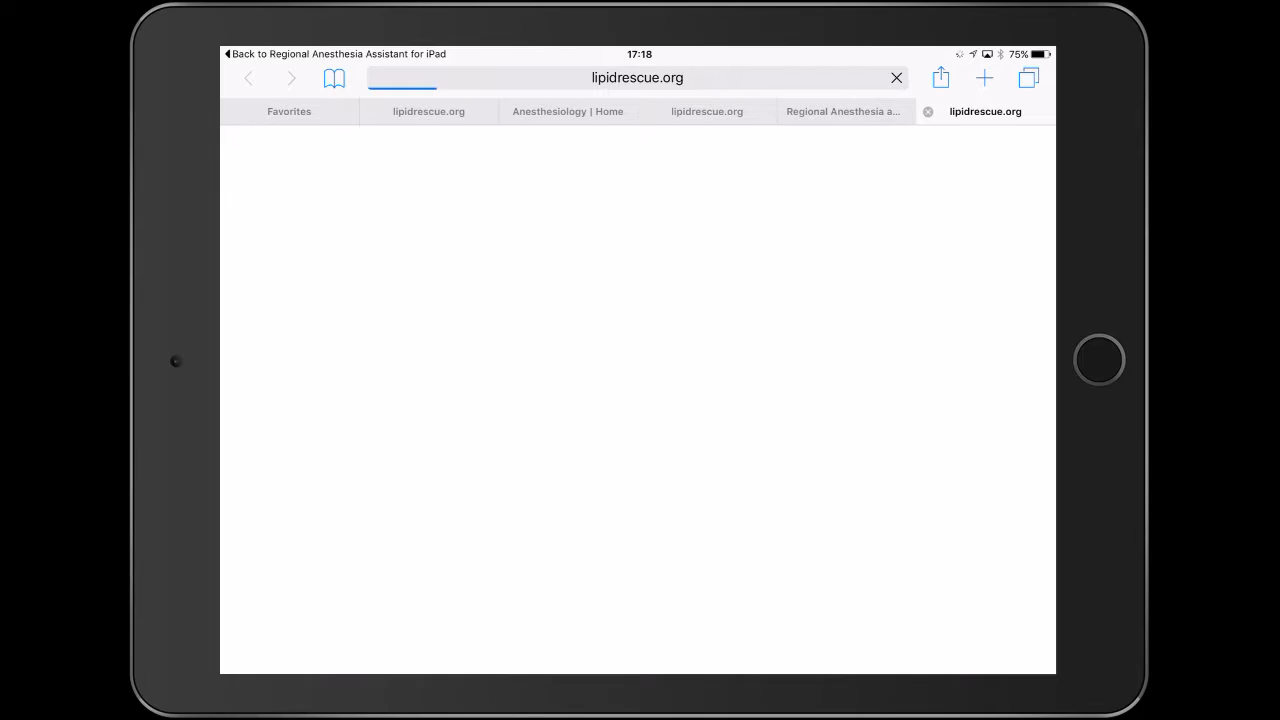 Back to Regional Anesthesia Assistant for iPad
17:18
75%
lipidrescue.org
Favorites
lipidrescue.org
Anesthesiology | Home
lipidrescue.org
Regional Anesthesia a...
lipidrescue.org